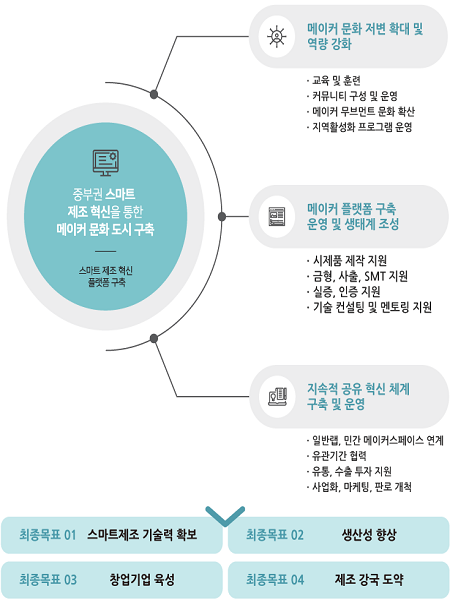 메이커 문화 저변 확대 및
역량 강화
· 교육 및 훈련
· 커뮤니티 구성 및 운영
· 메이커 무브먼트 문화 확산
· 지역활성화 프로그램 운영
중부권 스마트
제조 혁신을 통한
메이커 문화 도시 구축
스마트 제조 혁신
플랫폼 구축
메이커 플랫폼 구축
운영 및 생태계 조성
· 시제품 제작 지원
· 금형, 사출, SMT 지원
· 실증, 인증 지원
· 기술 컨설팅 및 멘토링 지원
지속적 공유 혁신 체계
구축 및 운영
· 일반랩, 민간 메이커스페이스 연계
· 유관기간 협력
· 유통, 수출 투자 지원
· 사업화, 마케팅, 판로 개척
최종목표 01 스마트제조 기술력 확보
최종목표 02 생산성 향상
최종목표 03 창업기업 육성
최종목표 04 제조 강국 도약